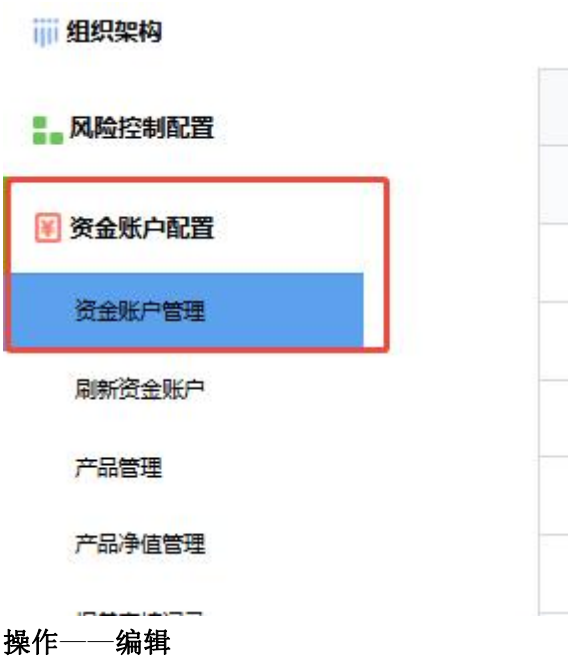 组织架构
风险控制配置
资金账户配置
资金账户管理
刷新资金账户
产品管理
产品净值管理
操作——编辑